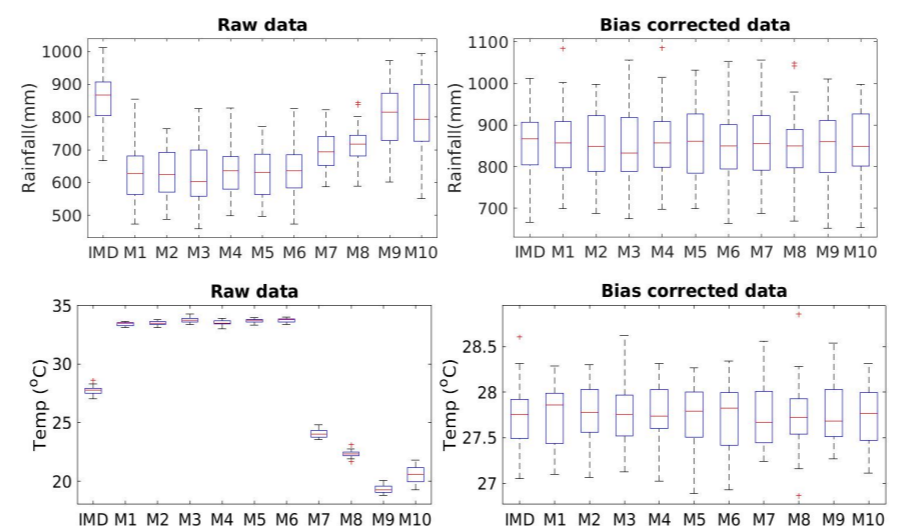 Raw data
Rainfall(mm)
1000
900
800
700
600
500
IMD M1 M2 M3 M4 M5 M6 M7 M8 M9 M10
Bias corrected data
Rainfall(mm)
1100
1000
900
800
700
IMD M1 M2 M3 M4 M5 M6 M7 M8 M9 M10
Raw data
Temp (°C)
35
30
25
20
IMD M1 M2 M3 M4 M5 M6 M7 M8 M9 M10
Bias corrected data
Temp (°C)
28.5
28
27.5
27
IMD M1 M2 M3 M4 M5 M6 M7 M8 M9 M10